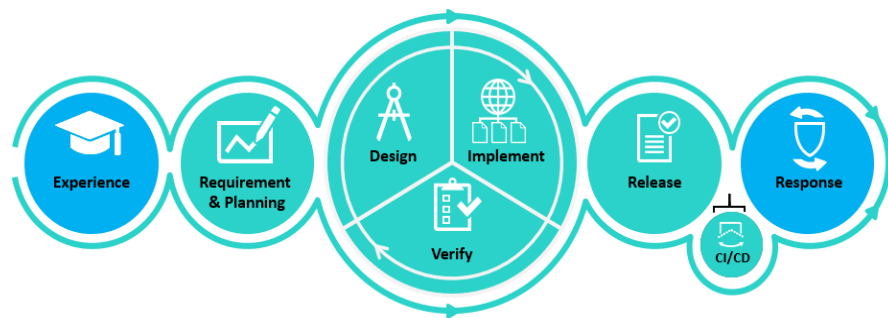 Experience
Requirement
& Planning
Design
Implement
Verify
Release
CI/CD
Response